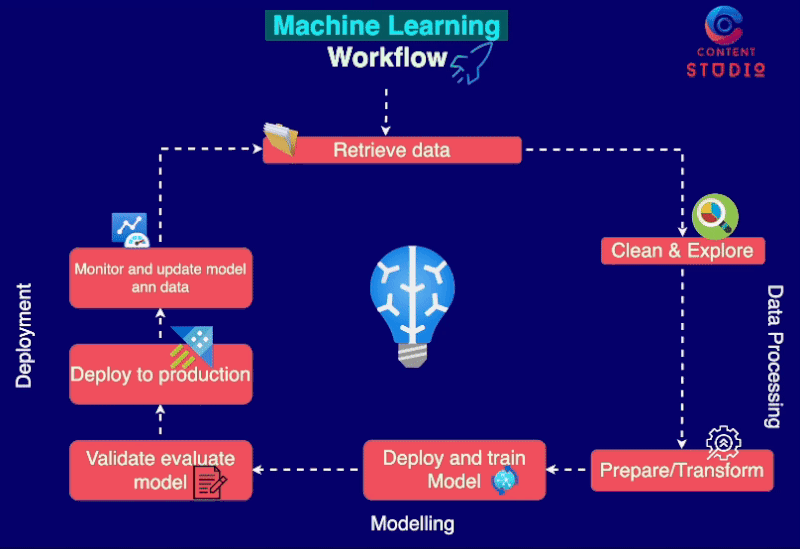 Machine Learning
Workflow
CONTENT
STUDIO
Retrieve data
Clean & Explore
Data Processing
Prepare/Transform
Deploy and train
Model
Modelling
Validate evaluate
model
Deploy to production
Monitor and update model
ann data
Deployment